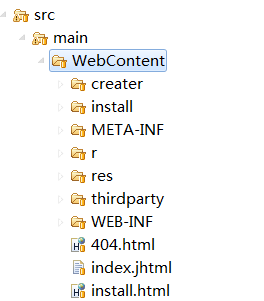 src
main
WebContent
creater
install
META-INF
r
res
thirdparty
WEB-INF
404.html
index.jhtml
install.html